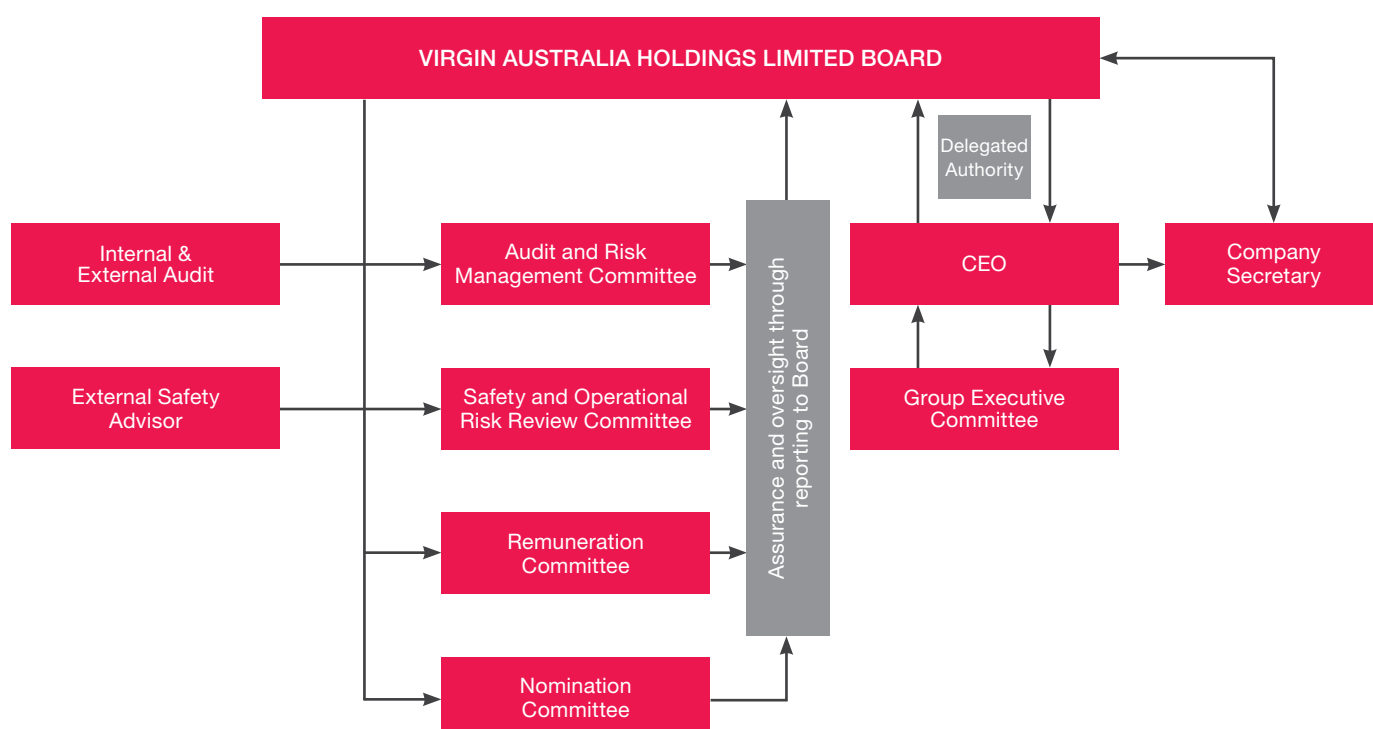 VIRGIN AUSTRALIA HOLDINGS LIMITED BOARD
Delegated
Authority
Internal &
External Audit
Audit and Risk
Management Committee
Assurance and oversight through
reporting to Board
CEO
Company
Secretary
External Safety
Advisor
Safety and Operational
Risk Review Committee
Group Executive
Committee
Remuneration
Committee
Nomination
Committee